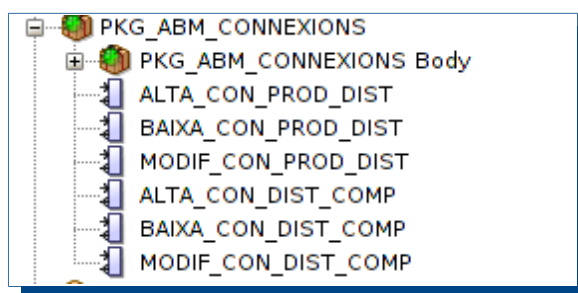 PKG_ABM_CONNEXIONS
PKG_ABM_CONNEXIONS Body
ALTA_CON_PROD_DIST
BAIXA_CON_PROD_DIST
MODIF_CON_PROD_DIST
ALTA_CON_DIST_COMP
BAIXA_CON_DIST_COMP
MODIF_CON_DIST_COMP